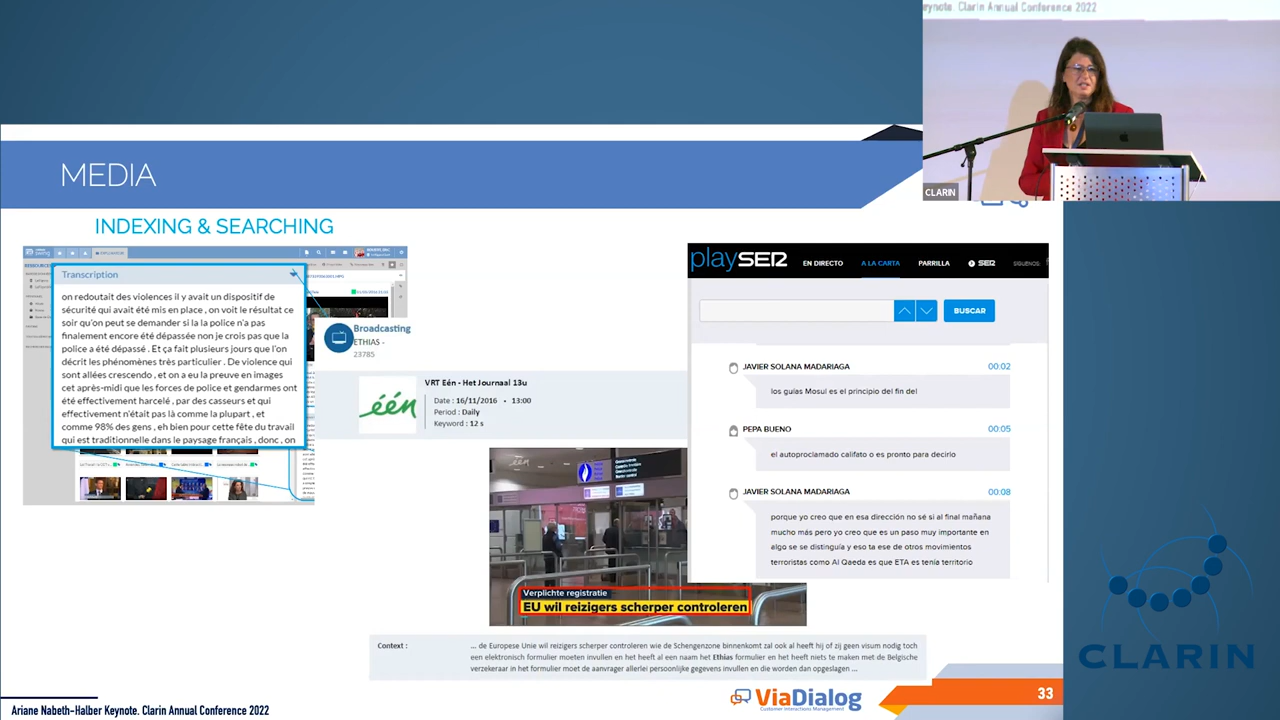 eynote. Clarin Annual Conference 2022
CLARIN
MEDIA
INDEXING & SEARCHING
Transcription
on redoutait des violences il y avait un dispositif de
sécurité qui avait été mis en place , on voit le résultat ce
soir qu'on peut se demander si la la police n'a pas
finalement encore été dépassée non je crois pas que la
police a été dépassé . Et ça fait plusieurs jours que l'on
décrit les phénomènes très particulier . De violence qui
sont allées crescendo , et on a eu la preuve en images
cet après-midi que les forces de police et gendarmes ont
été effectivement harcelé , par des casseurs et qui
effectivement n'était pas là comme la plupart , et
comme 98% des gens , eh bien pour cette fête du travail
qui est traditionnelle dans le paysage français , donc , on
Broadcasting
ETHIAS -
23785
één
VRT Eén - Het Journaal 13u
Date : 16/11/2016 • 13:00
Period : Daily
Keyword : 12 s
één
Verplichte registratie
EU wil reizigers scherper controleren
Context :
... de Europese Unie wil reizigers scherper controleren wie de Schengenzone binnenkomt zal ook al heeft hij of zij geen visum nodig toch
een elektronisch formulier moeten invullen en het heeft al een naam het Ethias formulier en het heeft niets te maken met de Belgische
verzekeraar in het formulier moet de aanvrager allerlei persoonlijke gegevens invullen en die worden dan opgeslagen ...
playSER
EN DIRECTO
A LA CARTA
PARRILLA
SER
SÍGUENOS:
BUSCAR
JAVIER SOLANA MADARIAGA 00:02
los guias Mosul es el principio del fin del
PEPA BUENO 00:05
el autoproclamado califato o es pronto para decirlo
JAVIER SOLANA MADARIAGA 00:08
porque yo creo que en esa dirección no sé si al final mañana
mucho más pero yo creo que es un paso muy importante en
algo se se distinguía y eso ta ese de otros movimientos
terroristas como Al Qaeda es que ETA es tenía territorio
CLARIN
ViaDialog
Customer Interactions Management
33
Ariane Nabeth-Halber Keynote. Clarin Annual Conference 2022